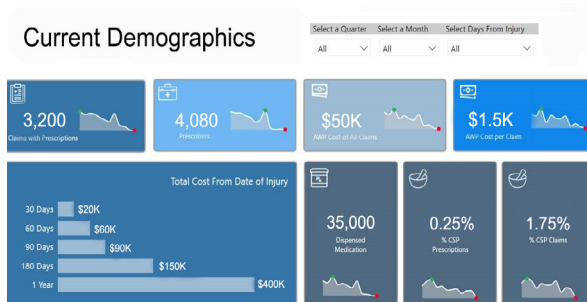 Current Demographics
Select a Quarter
Select a Month
Select Days From Injury
All
All
All
3,200
Claims with Prescriptions
4,080
Prescribers
$50K
AWP Cost of All Claims
$1.5K
AWP Cost per Claim
Total Cost From Date of Injury
30 Days $20K
60 Days $60K
90 Days $90K
180 Days $150K
1 Year $400K
35,000
Dispensed
Medication
0.25%
% CSP
Prescriptions
1.75%
% CSP Claims